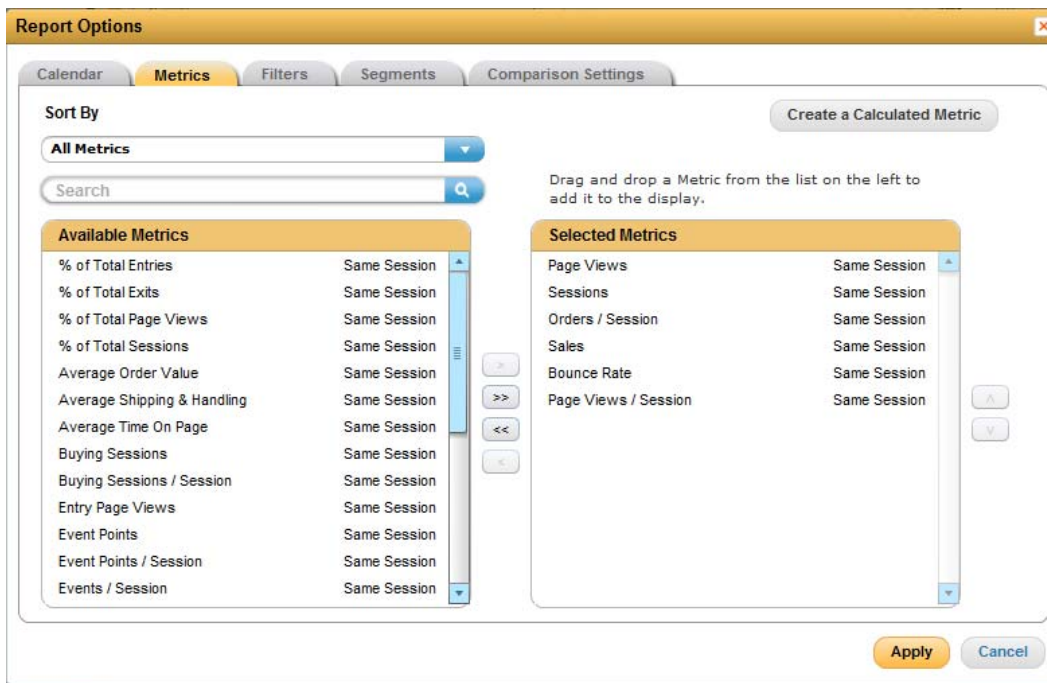 Report Options
x
Calendar Metrics Filters Segments Comparison Settings
Sort By
Create a Calculated Metric
All Metrics
Search
Drag and drop a Metric from the list on the left to
add it to the display.
Available Metrics
% of Total Entries Same Session
% of Total Exits Same Session
% of Total Page Views Same Session
% of Total Sessions Same Session
Average Order Value Same Session
Average Shipping & Handling Same Session
Average Time On Page Same Session
Buying Sessions Same Session
Buying Sessions / Session Same Session
Entry Page Views Same Session
Event Points Same Session
Event Points / Session Same Session
Events / Session Same Session
>
>>
<<
<
Selected Metrics
Page Views Same Session
Sessions Same Session
Orders / Session Same Session
Sales Same Session
Bounce Rate Same Session
Page Views / Session Same Session
Apply Cancel